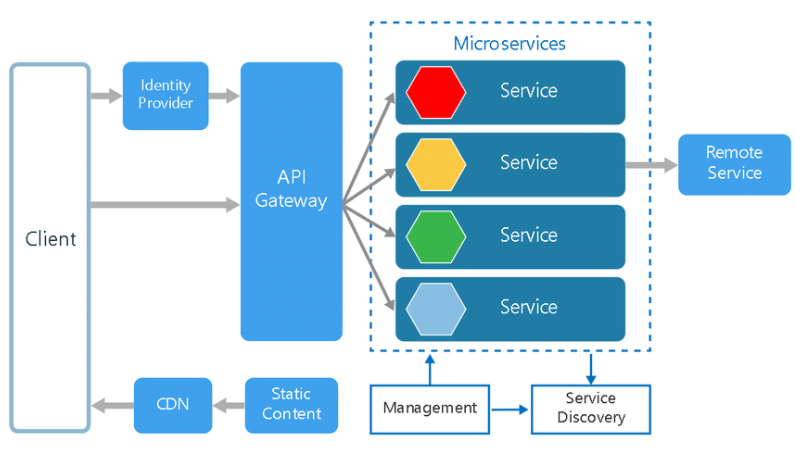 Microservices
Identity
Provider
Service
API
Gateway
Service
Remote
Service
Client
Service
Service
CDN
Static
Content
Management
Service
Discovery